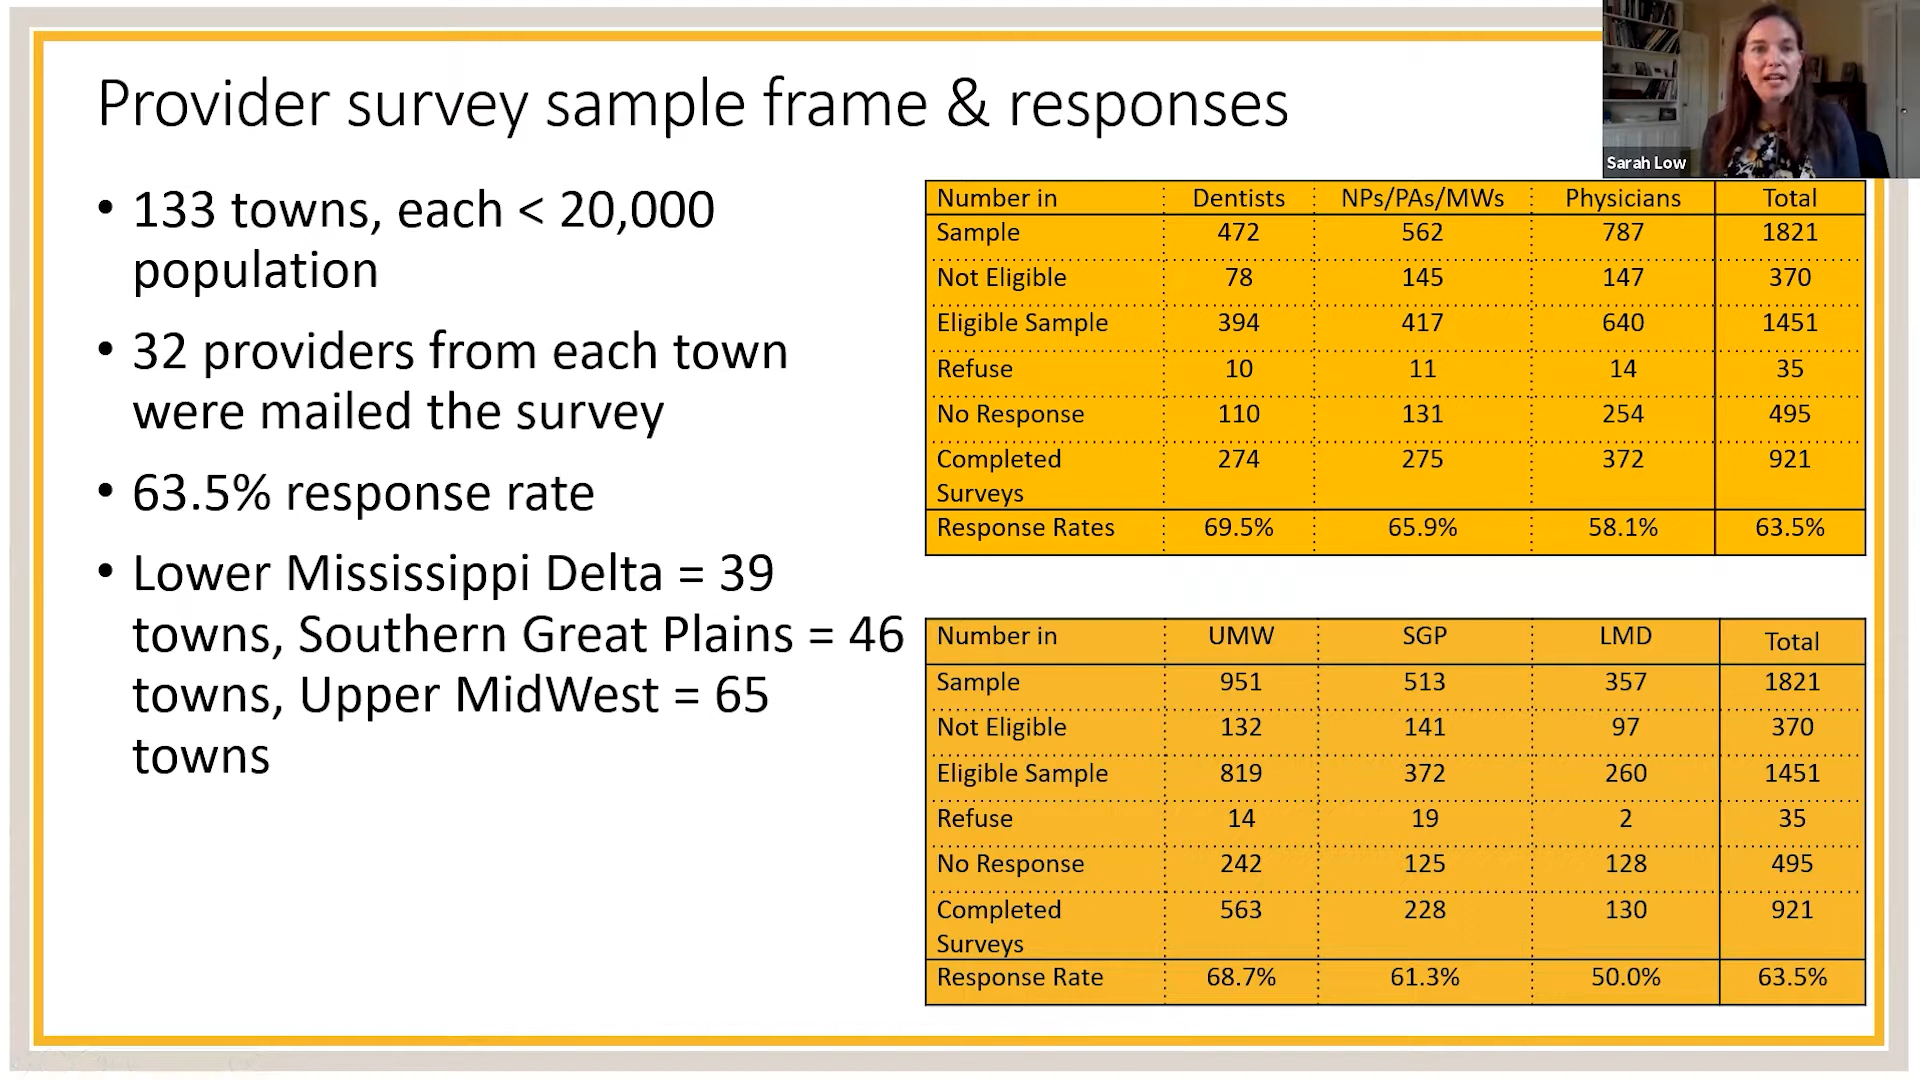 Provider survey sample frame & responses
Sarah Low
• 133 towns, each < 20,000
population
• 32 providers from each town
were mailed the survey
• 63.5% response rate
• Lower Mississippi Delta = 39
towns, Southern Great Plains = 46
towns, Upper MidWest = 65
towns
Number in Dentists NPs/PAs/MWs Physicians Total
Sample 472 562 787 1821
Not Eligible 78 145 147 370
Eligible Sample 394 417 640 1451
Refuse 10 11 14 35
No Response 110 131 254 495
Completed 274 275 372 921
Surveys
Response Rates 69.5% 65.9% 58.1% 63.5%
Number in UMW SGP LMD Total
Sample 951 513 357 1821
Not Eligible 132 141 97 370
Eligible Sample 819 372 260 1451
Refuse 14 19 2 35
No Response 242 125 128 495
Completed 563 228 130 921
Surveys
Response Rate 68.7% 61.3% 50.0% 63.5%